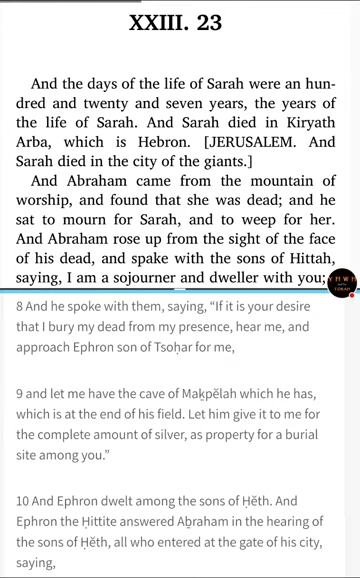 XXIII. 23
And the days of the life of Sarah were an hun-
dred and twenty and seven years, the years of
the life of Sarah. And Sarah died in Kiryath
Arba, which is Hebron. [JERUSALEM. And
Sarah died in the city of the giants.]
And Abraham came from the mountain of
worship, and found that she was dead; and he
sat to mourn for Sarah, and to weep for her.
And Abraham rose up from the sight of the face
of his dead, and spake with the sons of Hittah,
saying, I am a sojourner and dweller with you;
8 And he spoke with them, saying, “If it is your desire
that I bury my dead from my presence, hear me, and
approach Ephron son of Tsoḥar for me,
9 and let me have the cave of Maḵpĕlah which he has,
which is at the end of his field. Let him give it to me for
the complete amount of silver, as property for a burial
site among you.”
10 And Ephron dwelt among the sons of Ḥĕth. And
Ephron the Ḥittite answered Aḇraham in the hearing of
the sons of Ḥĕth, all who entered at the gate of his city,
saying,